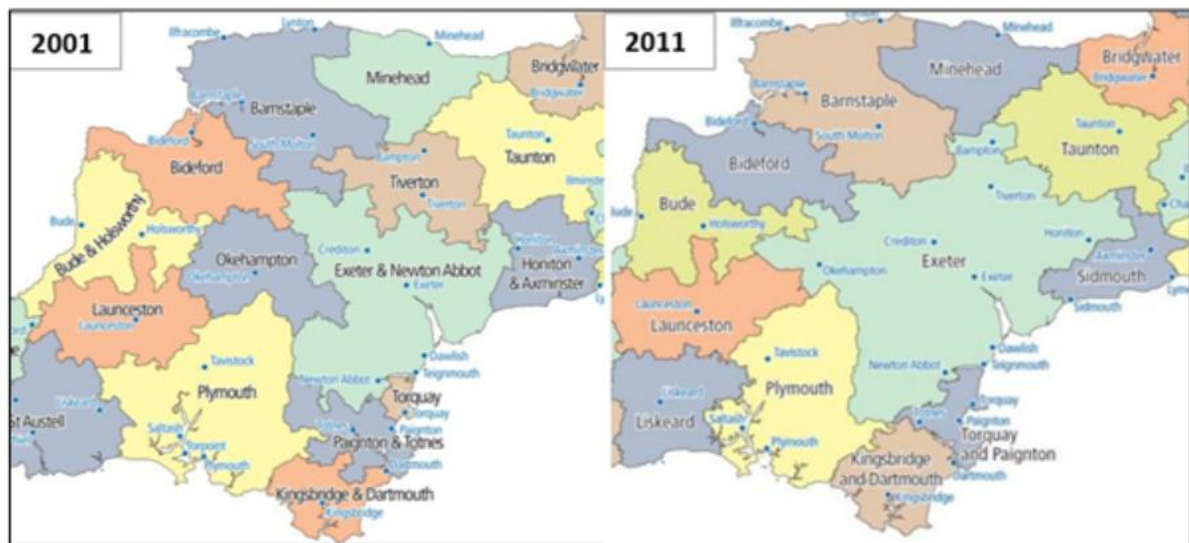 2001
Ilfracombe
Lynton
Minehead
Minehead
Bridgwater
Bridgwater
Barnstaple
Barnstaple
Bideford
South Molton
Taunton
Taunton
Bampton
Bideford
Tiverton
Tiverton
Ilminster
Bude
Bude & Holsworthy
Holsworthy
Crediton
Honiton
Axminster
Okehampton
Okehampton
Exeter & Newton Abbot
Exeter
Honiton
& Axminster
Launceston
Launceston
Tavistock
Dawlish
Plymouth
Newton Abbot
Teignmouth
Torquay
Torquay
St Austell
Liskeard
Saltash
Torpoint
Plymouth
Totnes
Paignton
Paignton & Totnes
Dartmouth
Kingsbridge & Dartmouth
Kingsbridge
2011
Ilfracombe
Lynton
Minehead
Minehead
Bridgwater
Bridgwater
Barnstaple
Barnstaple
Bideford
South Molton
Taunton
Taunton
Bampton
Bideford
Tiverton
Bude
Holsworthy
Crediton
Honiton
Axminster
Okehampton
Exeter
Exeter
Sidmouth
Sidmouth
Launceston
Launceston
Tavistock
Dawlish
Teignmouth
Newton Abbot
Plymouth
Liskeard
Liskeard
Saltash
Plymouth
Totnes
Torquay
Paignton
Torquay
and Paignton
Kingsbridge
and Dartmouth
Dartmouth
Kingsbridge